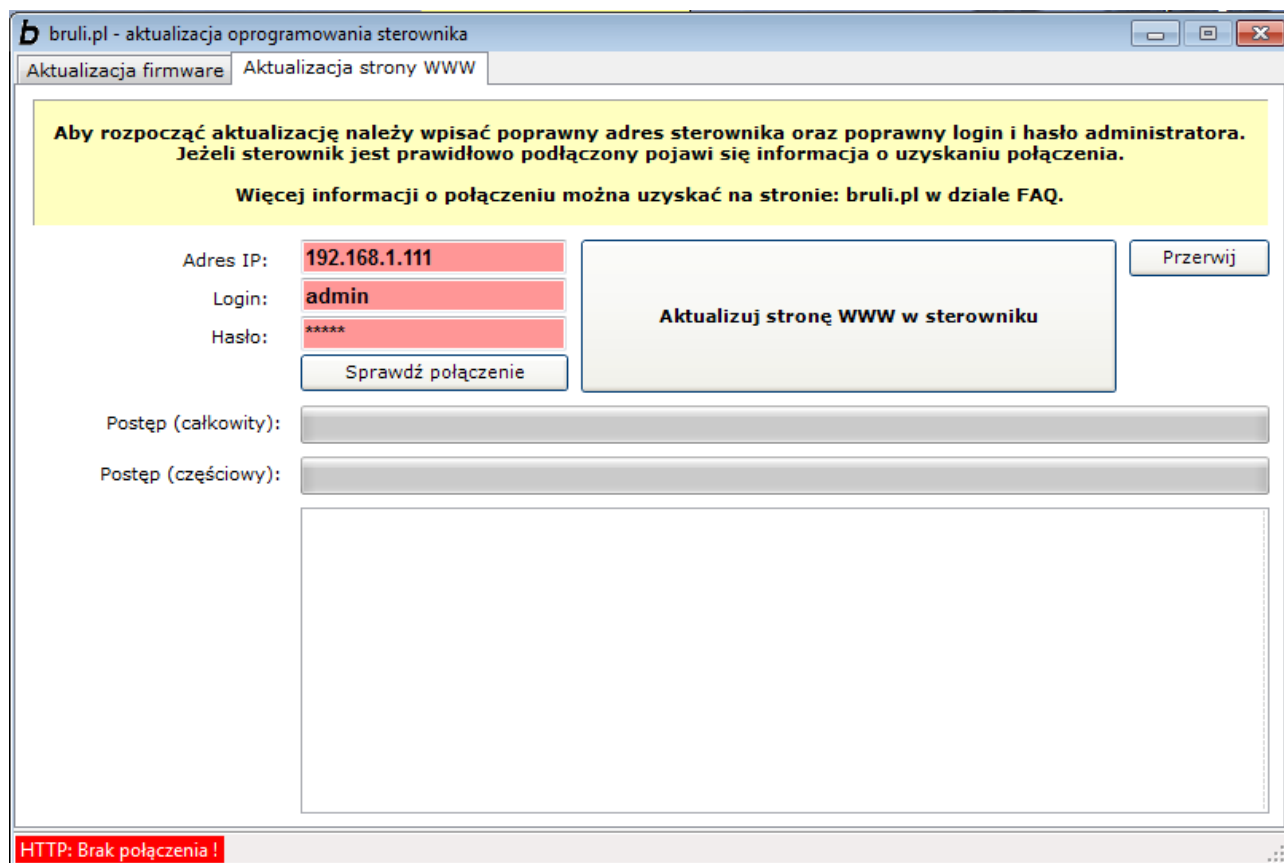 b bruli.pl - aktualizacja oprogramowania sterownika
Aktualizacja firmware Aktualizacja strony WWW
Aby rozpocząć aktualizację należy wpisać poprawny adres sterownika oraz poprawny login i hasło administratora.
Jeżeli sterownik jest prawidłowo podłączony pojawi się informacja o uzyskaniu połączenia.
Więcej informacji o połączeniu można uzyskać na stronie: bruli.pl w dziale FAQ.
Adres IP: 192.168.1.111
Login: admin
Hasło: *****
Sprawdź połączenie
Aktualizuj stronę WWW w sterowniku
Przerwij
Postęp (całkowity):
Postęp (częściowy):
HTTP: Brak połączenia !